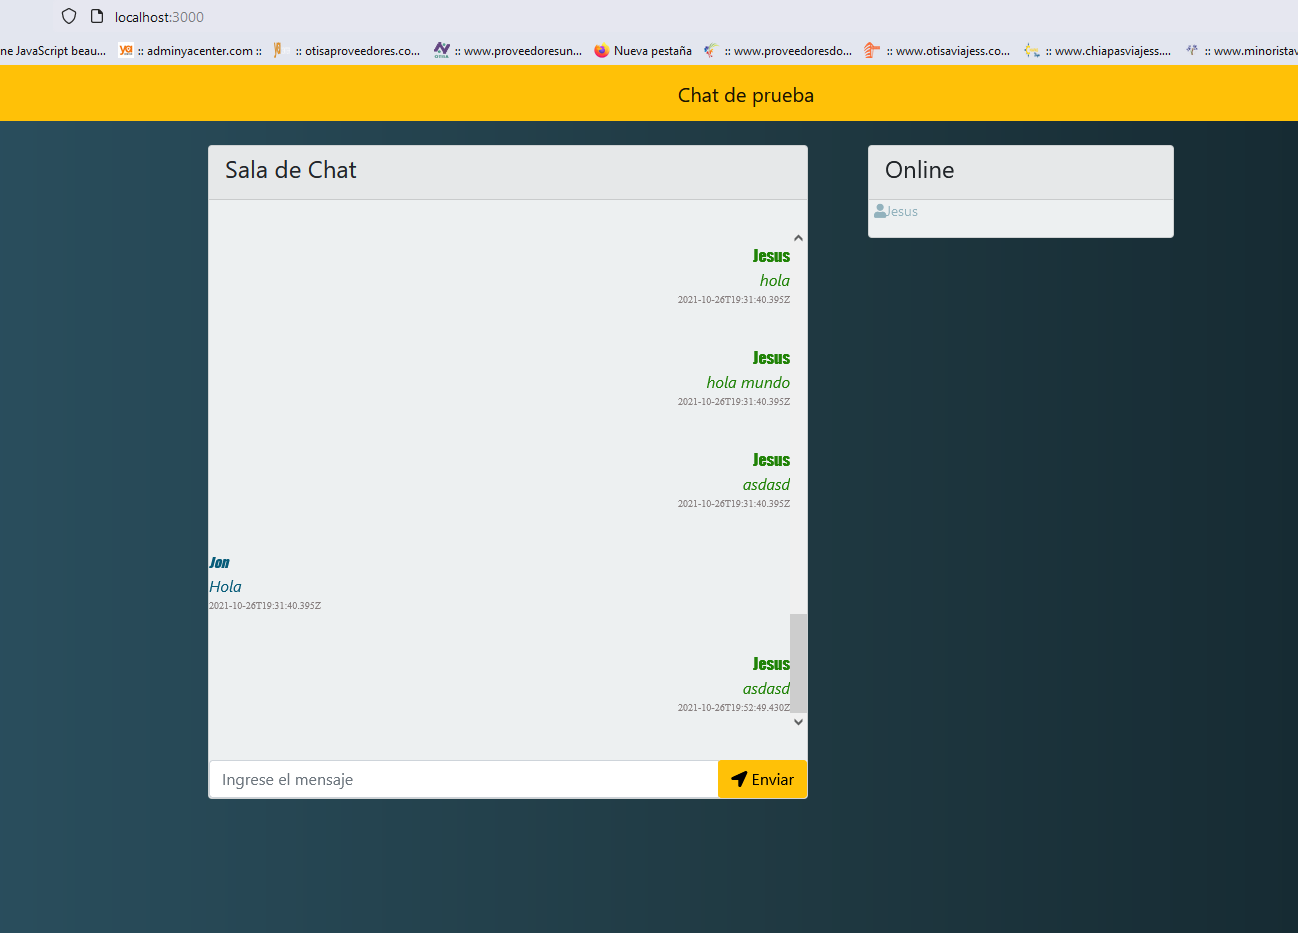 localhost:3000
ne JavaScript beau... :: adminyacenter.com :: :: otisaproveedores.co... :: www.proveedoresun... Nueva pestaña :: www.proveedoresdo... :: www.otisaviajess.co... :: www.chiapasviajess.... :: www.minoristav
Chat de prueba
Sala de Chat
Online
Jesus
Jesus
hola
2021-10-26T19:31:40.395Z
Jesus
hola mundo
2021-10-26T19:31:40.395Z
Jesus
asdasd
2021-10-26T19:31:40.395Z
Jon
Hola
2021-10-26T19:31:40.395Z
Jesus
asdasd
2021-10-26T19:52:49.430Z
Ingrese el mensaje
Enviar